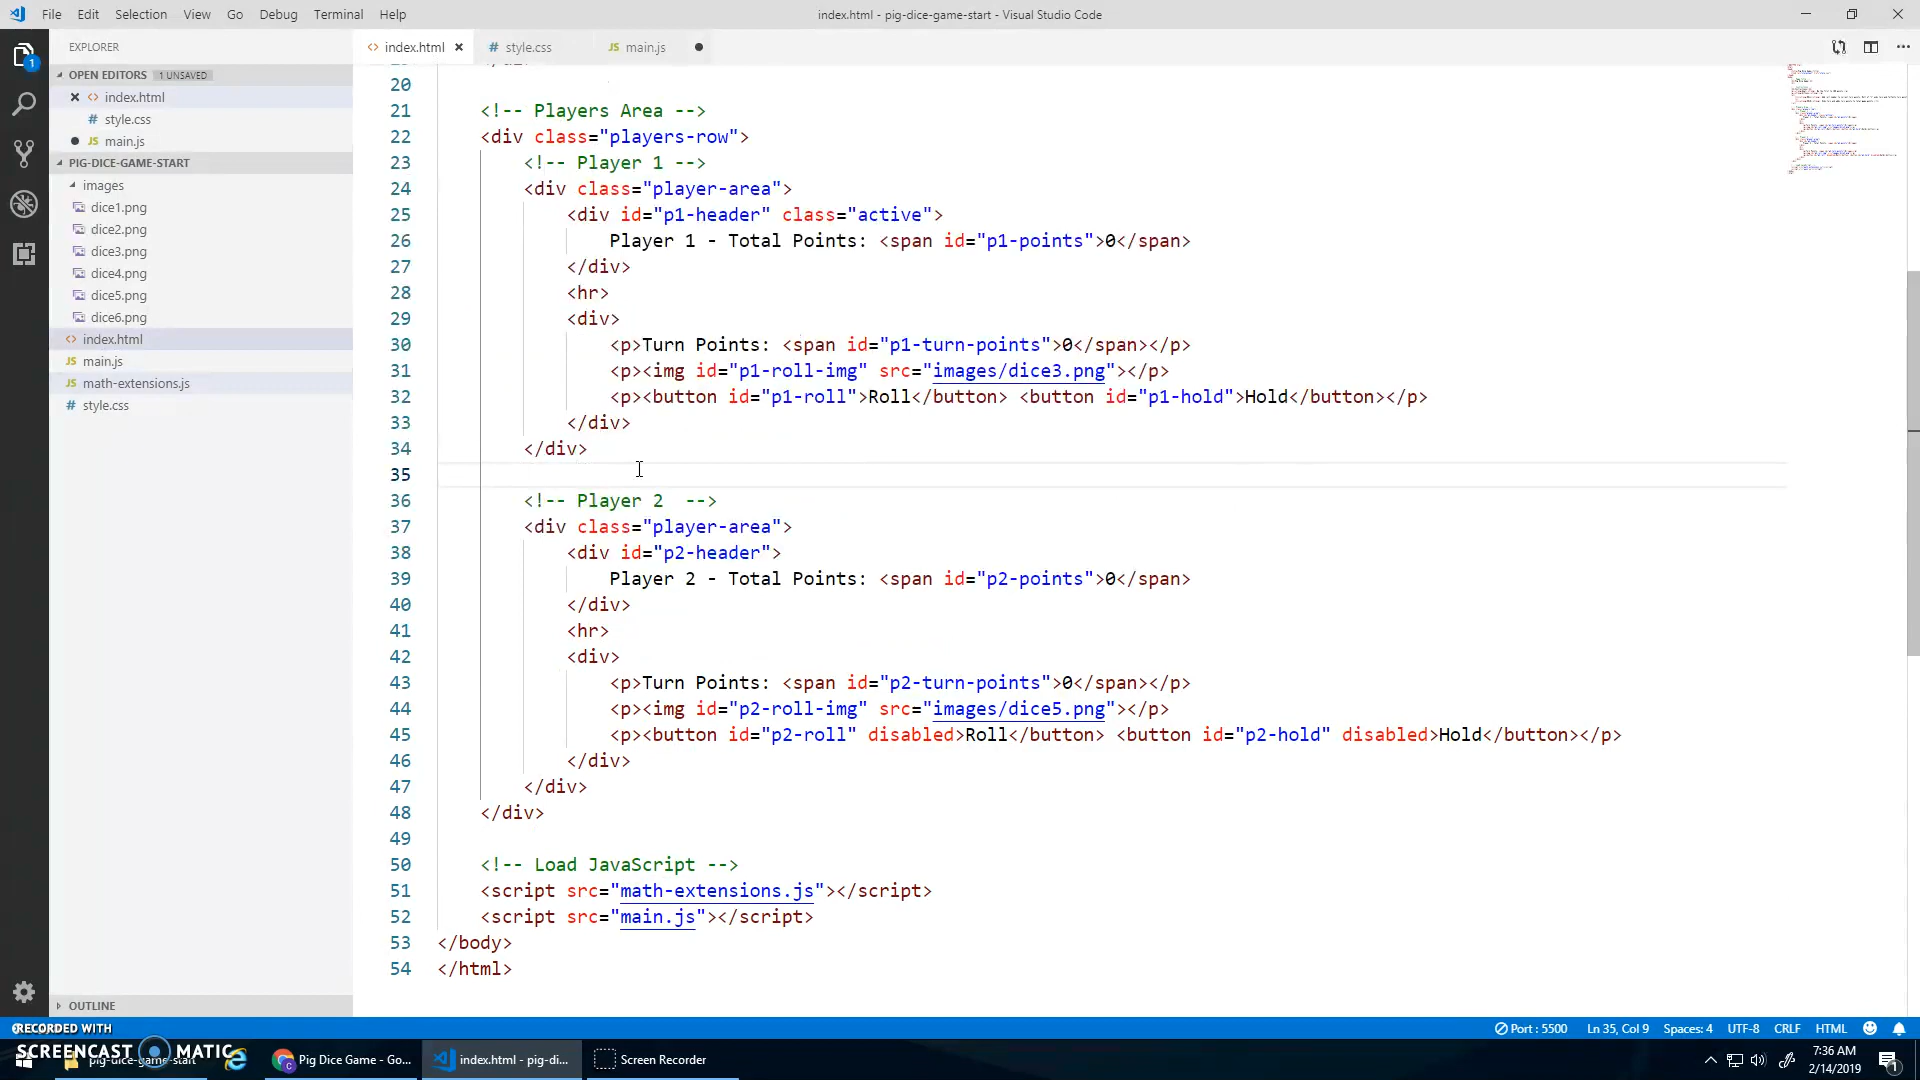 File Edit Selection View Go Debug Terminal Help
index.html - pig-dice-game-start - Visual Studio Code
EXPLORER
OPEN EDITORS 1 UNSAVED
index.html
style.css
main.js
PIG-DICE-GAME-START
images
dice1.png
dice2.png
dice3.png
dice4.png
dice5.png
dice6.png
index.html
main.js
math-extensions.js
style.css
OUTLINE
1
index.html style.css main.js
20
21 <!-- Players Area -->
22 <div class="players-row">
23 <!-- Player 1 -->
24 <div class="player-area">
25 <div id="p1-header" class="active">
26 Player 1 - Total Points: <span id="p1-points">0</span>
27 </div>
28 <hr>
29 <div>
30 <p>Turn Points: <span id="p1-turn-points">0</span></p>
31 <p><img id="p1-roll-img" src="images/dice3.png"></p>
32 <p><button id="p1-roll">Roll</button> <button id="p1-hold">Hold</button></p>
33 </div>
34 </div>
35
36 <!-- Player 2  -->
37 <div class="player-area">
38 <div id="p2-header">
39 Player 2 - Total Points: <span id="p2-points">0</span>
40 </div>
41 <hr>
42 <div>
43 <p>Turn Points: <span id="p2-turn-points">0</span></p>
44 <p><img id="p2-roll-img" src="images/dice5.png"></p>
45 <p><button id="p2-roll" disabled>Roll</button> <button id="p2-hold" disabled>Hold</button></p>
46 </div>
47 </div>
48 </div>
49
50 <!-- Load JavaScript -->
51 <script src="math-extensions.js"></script>
52 <script src="main.js"></script>
53 </body>
54 </html>
RECORDED WITH
SCREENCAST MATIC
Port : 5500 Ln 35, Col 9 Spaces: 4 UTF-8 CRLF HTML
pig-dice-game-start
Pig Dice Game - Go...
index.html - pig-di...
Screen Recorder
7:36 AM
2/14/2019
1